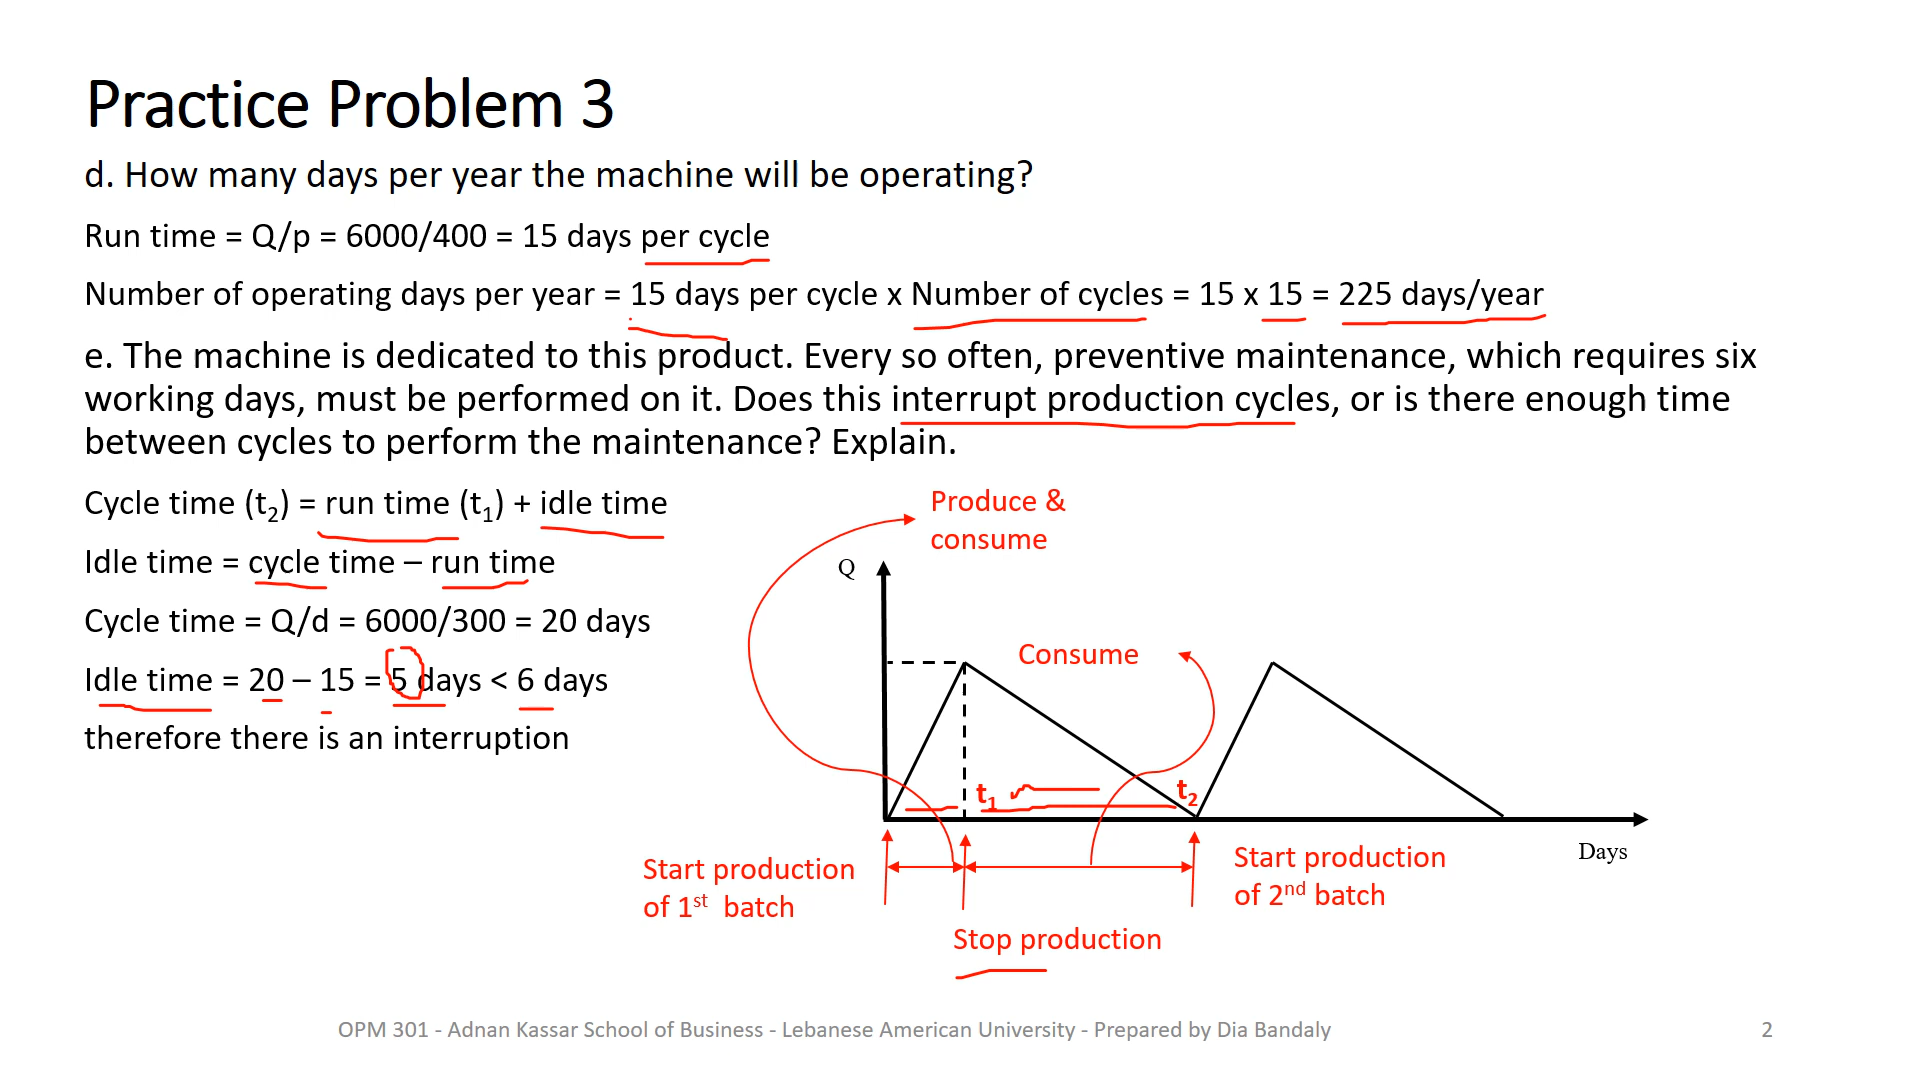 Practice Problem 3
d. How many days per year the machine will be operating?
Run time = Q/p = 6000/400 = 15 days per cycle
Number of operating days per year = 15 days per cycle x Number of cycles = 15 x 15 = 225 days/year
e. The machine is dedicated to this product. Every so often, preventive maintenance, which requires six
working days, must be performed on it. Does this interrupt production cycles, or is there enough time
between cycles to perform the maintenance? Explain.
Cycle time (t₂) = run time (t₁) + idle time
Idle time = cycle time – run time
Cycle time = Q/d = 6000/300 = 20 days
Idle time = 20 – 15 = 5 days < 6 days
therefore there is an interruption
Produce &
consume
Q
Consume
t₁
t₂
Days
Start production
of 1st batch
Stop production
Start production
of 2nd batch
OPM 301 - Adnan Kassar School of Business - Lebanese American University - Prepared by Dia Bandaly
2